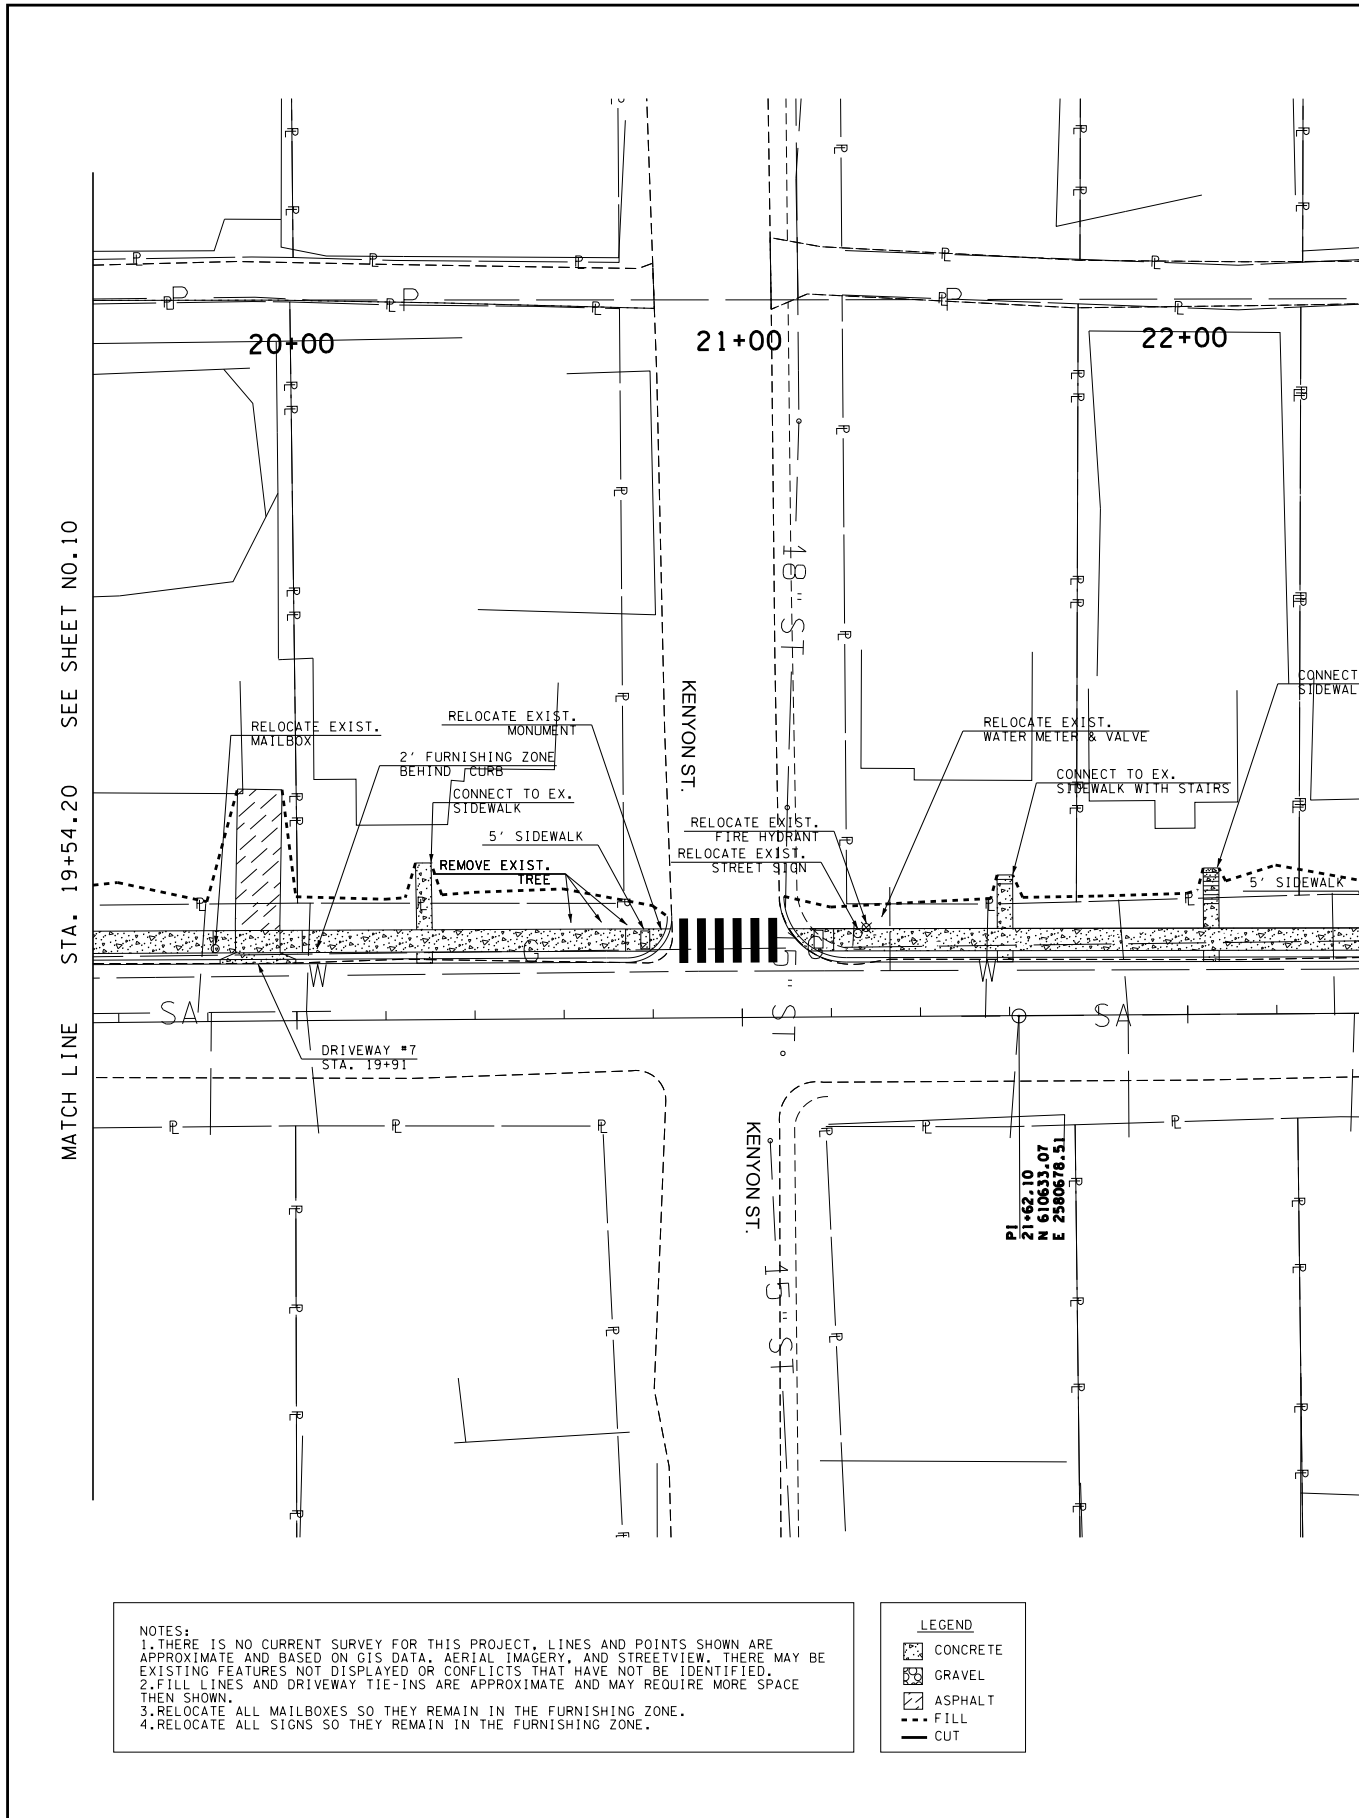 20+00
21+00
22+00
MATCH LINE STA. 19+54.20 SEE SHEET NO.10
18" ST
KENYON ST.
RELOCATE EXIST.
MAILBOX
RELOCATE EXIST.
MONUMENT
2' FURNISHING ZONE
BEHIND CURB
CONNECT TO EX.
SIDEWALK
5' SIDEWALK
REMOVE EXIST.
TREE
RELOCATE EXIST.
FIRE HYDRANT
RELOCATE EXIST.
STREET SIGN
RELOCATE EXIST.
WATER METER & VALVE
CONNECT TO EX.
SIDEWALK WITH STAIRS
CONNECT
SIDEWAL
5' SIDEWALK
G
W
W
SA
SA
DRIVEWAY #7
STA. 19+91
KENYON ST.
15" ST
PI
21+62.10
N 610633.07
E 2580678.51
NOTES:
1.THERE IS NO CURRENT SURVEY FOR THIS PROJECT, LINES AND POINTS SHOWN ARE
APPROXIMATE AND BASED ON GIS DATA, AERIAL IMAGERY, AND STREETVIEW. THERE MAY BE
EXISTING FEATURES NOT DISPLAYED OR CONFLICTS THAT HAVE NOT BE IDENTIFIED.
2.FILL LINES AND DRIVEWAY TIE-INS ARE APPROXIMATE AND MAY REQUIRE MORE SPACE
THEN SHOWN.
3.RELOCATE ALL MAILBOXES SO THEY REMAIN IN THE FURNISHING ZONE.
4.RELOCATE ALL SIGNS SO THEY REMAIN IN THE FURNISHING ZONE.
LEGEND
CONCRETE
GRAVEL
ASPHALT
FILL
CUT